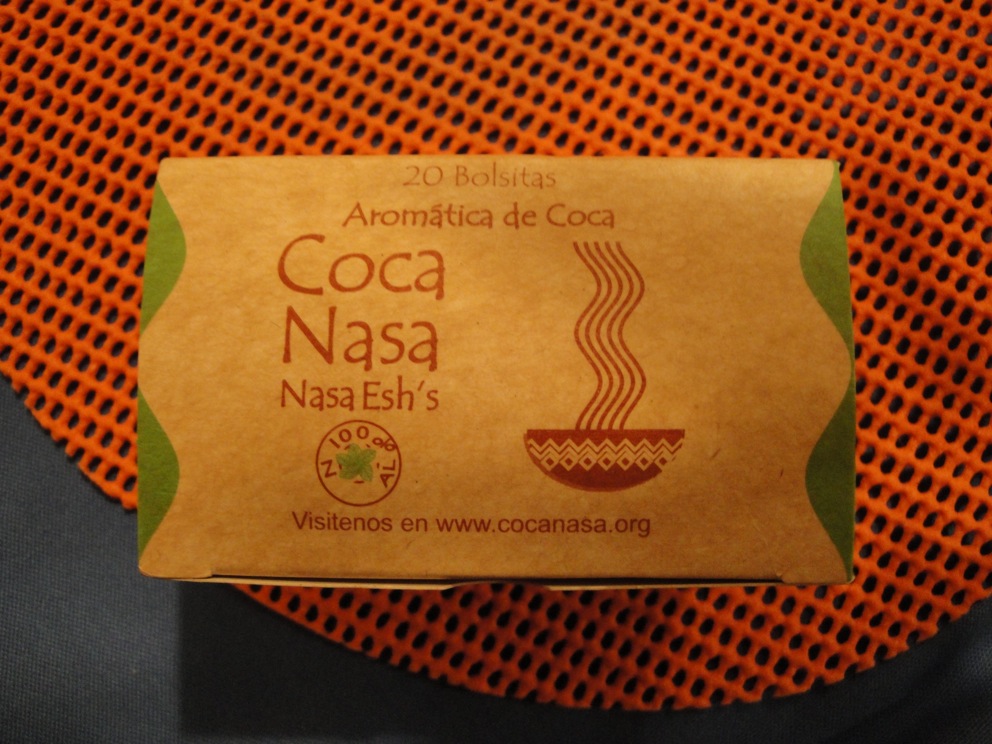 20 Bolsitas
Aromática de Coca
Coca
Nasa
Nasa Esh's
100%
Visitenos en www.cocanasa.org